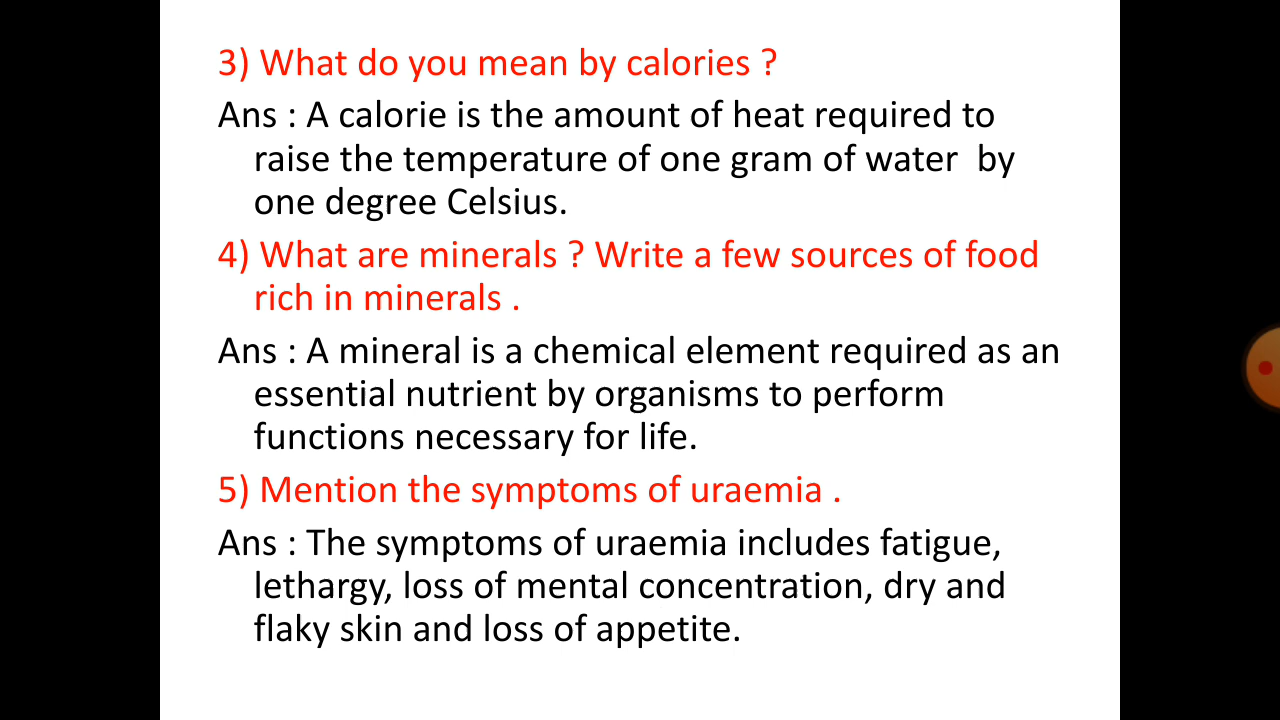 3) What do you mean by calories ?
Ans : A calorie is the amount of heat required to
raise the temperature of one gram of water  by
one degree Celsius.
4) What are minerals ? Write a few sources of food
rich in minerals .
Ans : A mineral is a chemical element required as an
essential nutrient by organisms to perform
functions necessary for life.
5) Mention the symptoms of uraemia .
Ans : The symptoms of uraemia includes fatigue,
lethargy, loss of mental concentration, dry and
flaky skin and loss of appetite.